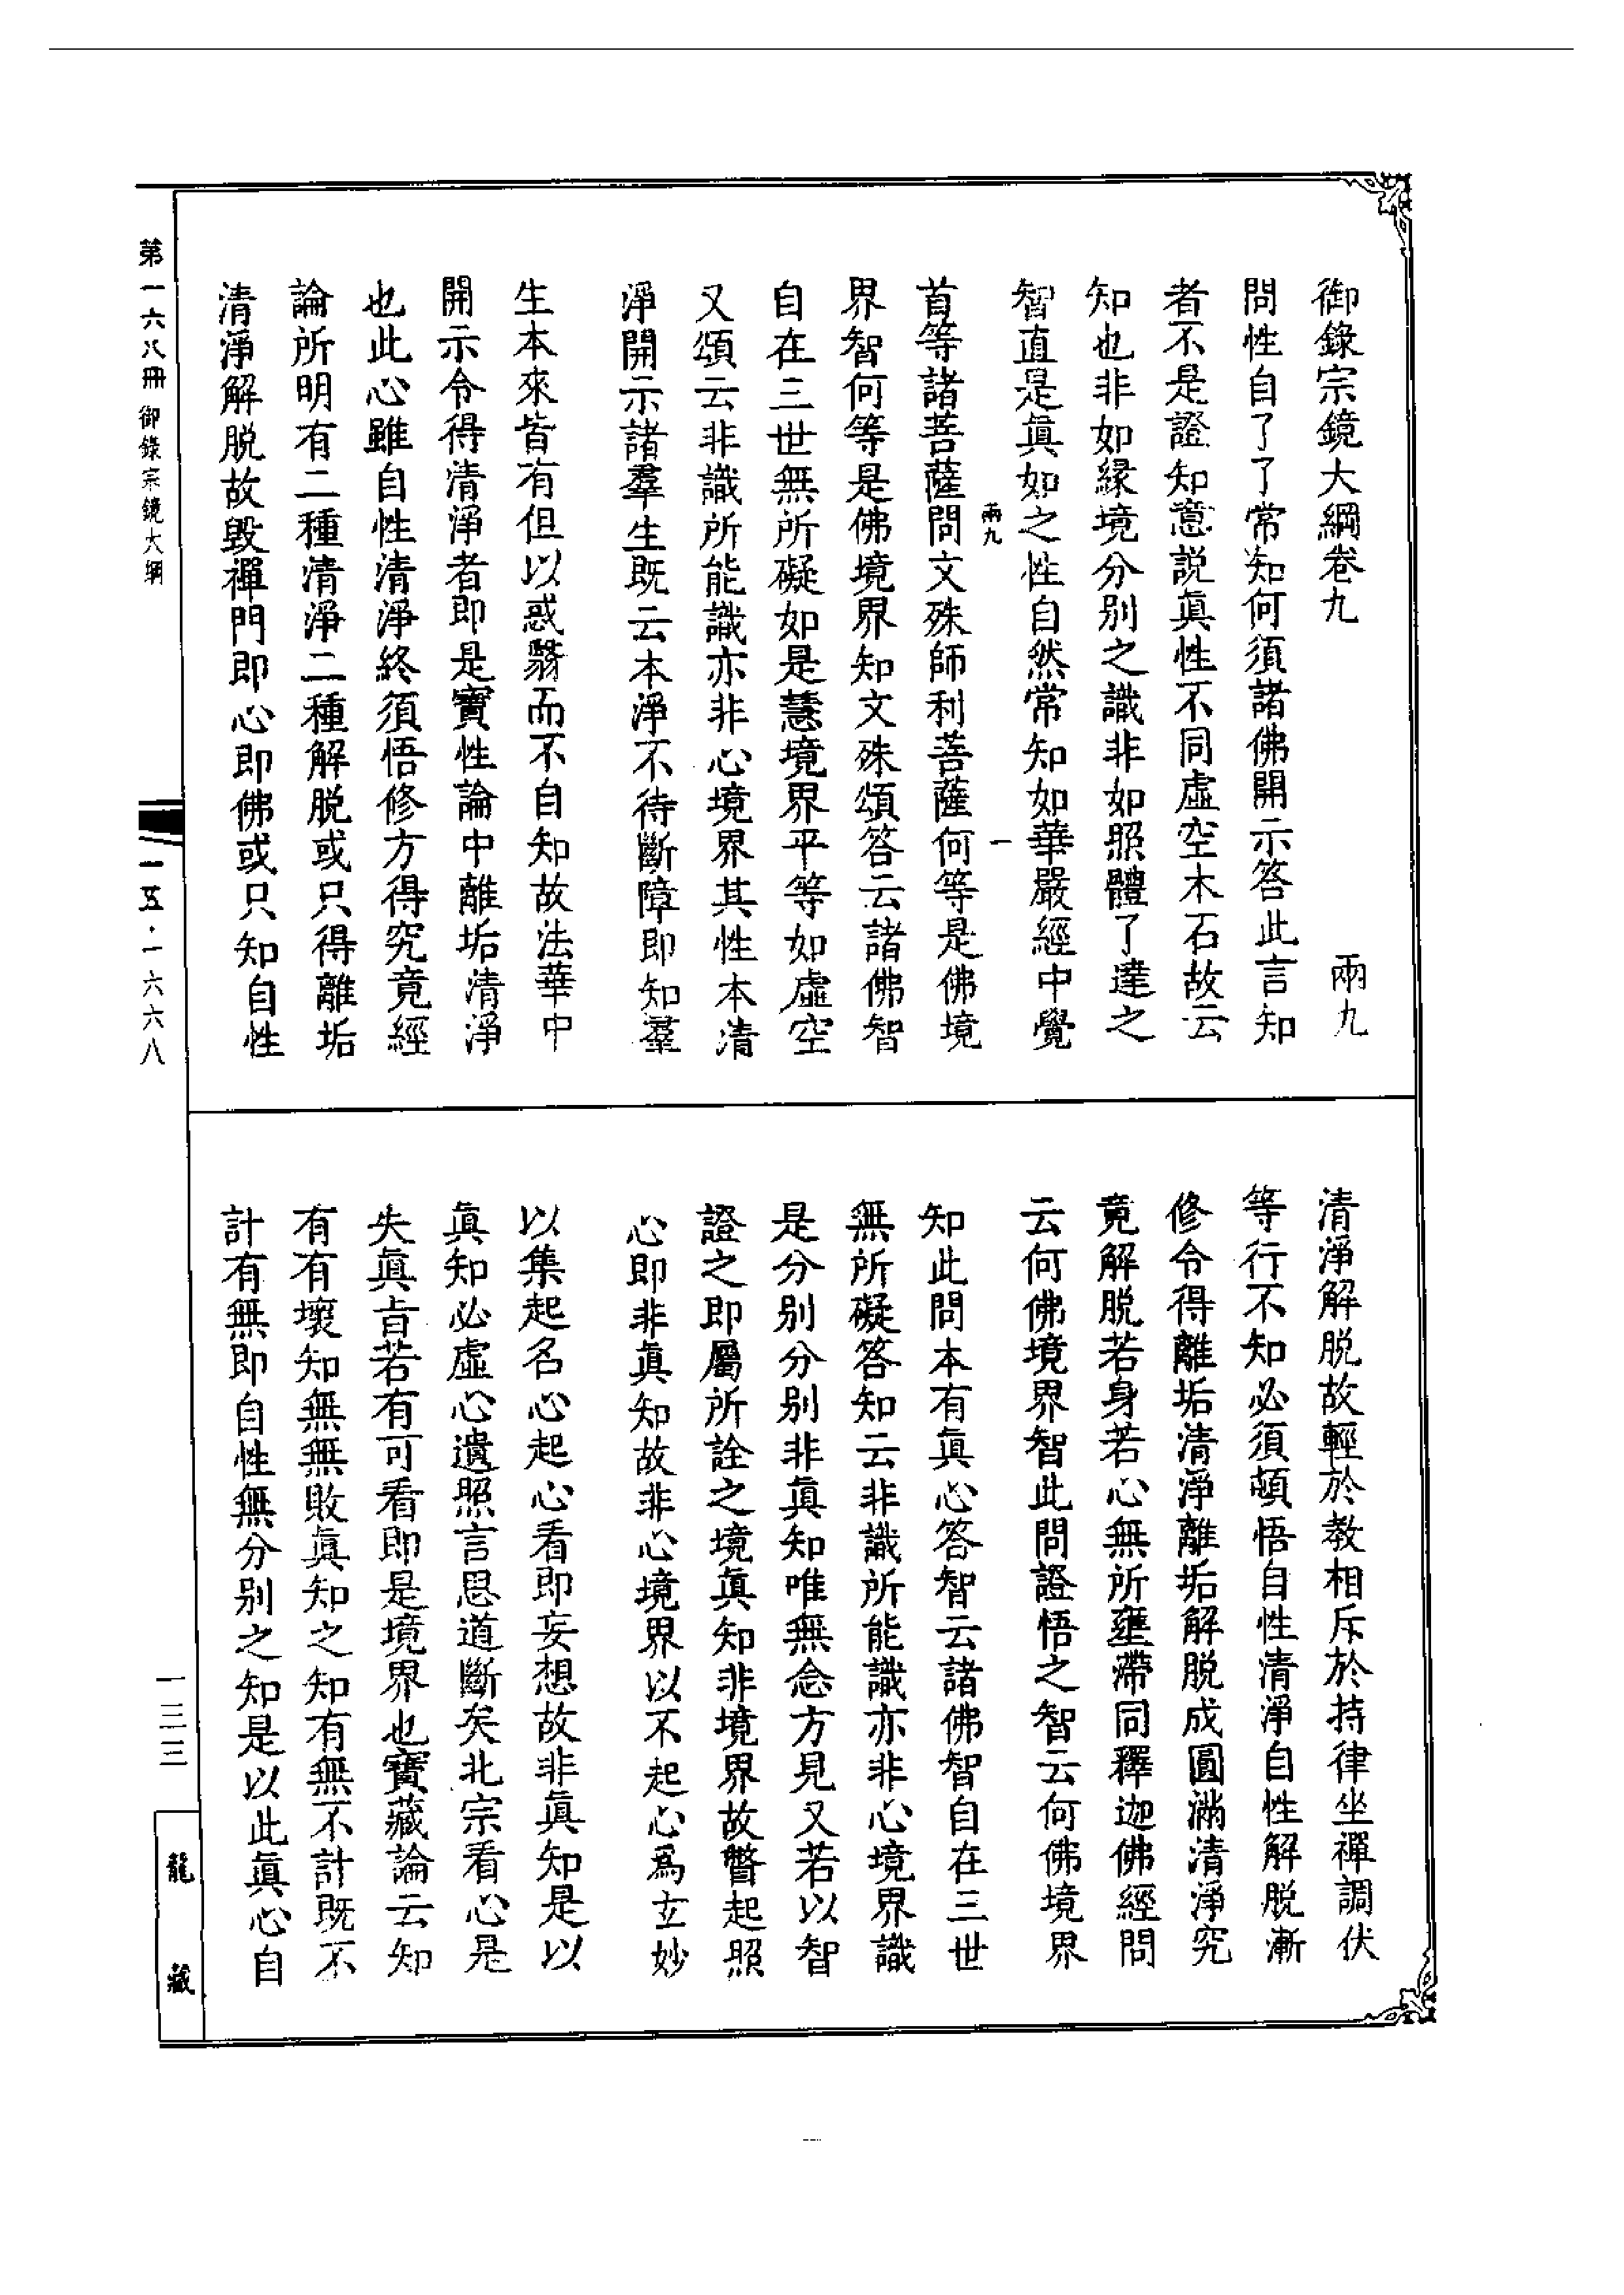 御錄宗鏡大綱卷九　兩九
問性自了了常知何須諸佛開示答此言知
者不是證知意説眞性不同虛空木石故云
知也非如緣境分別之識非如照體了達之
智直是眞如之性自然常知如華嚴經中覺
兩九　一
首等諸菩薩問文殊師利菩薩何等是佛境
界智何等是佛境界知文殊頌答云諸佛智
自在三世無所礙如是慧境界平等如虛空
又頌云非識所能識亦非心境界其性本清
淨開示諸羣生既云本淨不待斷障即知羣
生本來皆有但以惑翳而不自知故法華中
開示令得清淨者即是寶性論中離垢清淨
也此心雖自性清淨終須悟修方得究竟經
論所明有二種清淨二種解脱或只得離垢
清淨解脱故毀禪門即心即佛或只知自性
清淨解脱故輕於教相斥於持律坐禪調伏
等行不知必須頓悟自性清淨自性解脱漸
修令得離垢清淨離垢解脱成圓滿清淨究
竟解脱若身若心無所壅滯同釋迦佛經問
云何佛境界智此問證悟之智云何佛境界
知此問本有眞心答智云諸佛智自在三世
無所礙答知云非識所能識亦非心境界識
是分别分别非眞知唯無念方見又若以智
證之即屬所詮之境眞知非境界故瞥起照
心即非眞知故非心境界以不起心爲玄妙
以集起名心起心看即妄想故非眞知是以
眞知必虛心遺照言思道斷矣北宗看心是
失眞旨若有可看即是境界也寶藏論云知
有有壞知無無敗眞知之知有無不計既不
計有無即自性無分别之知是以此眞心自
第一六八冊　御錄宗鏡大綱
一五·一六六八
一三三
龍藏